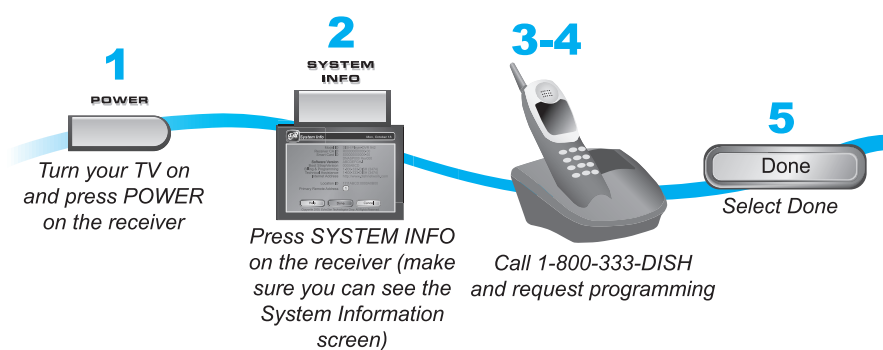 1
POWER
Turn your TV on
and press POWER
on the receiver
2
SYSTEM
INFO
System Info
Press SYSTEM INFO
on the receiver (make
sure you can see the
System Information
screen)
3-4
Call 1-800-333-DISH
and request programming
5
Done
Select Done